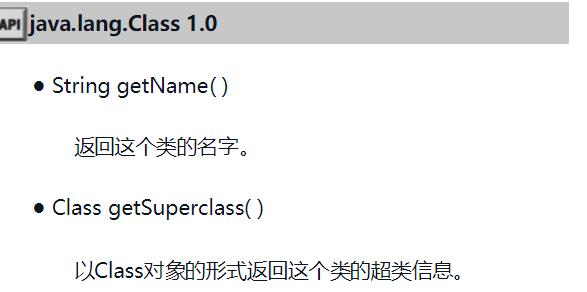 API java.lang.Class 1.0
● String getName( )
返回这个类的名字。
● Class getSuperclass( )
以Class对象的形式返回这个类的超类信息。